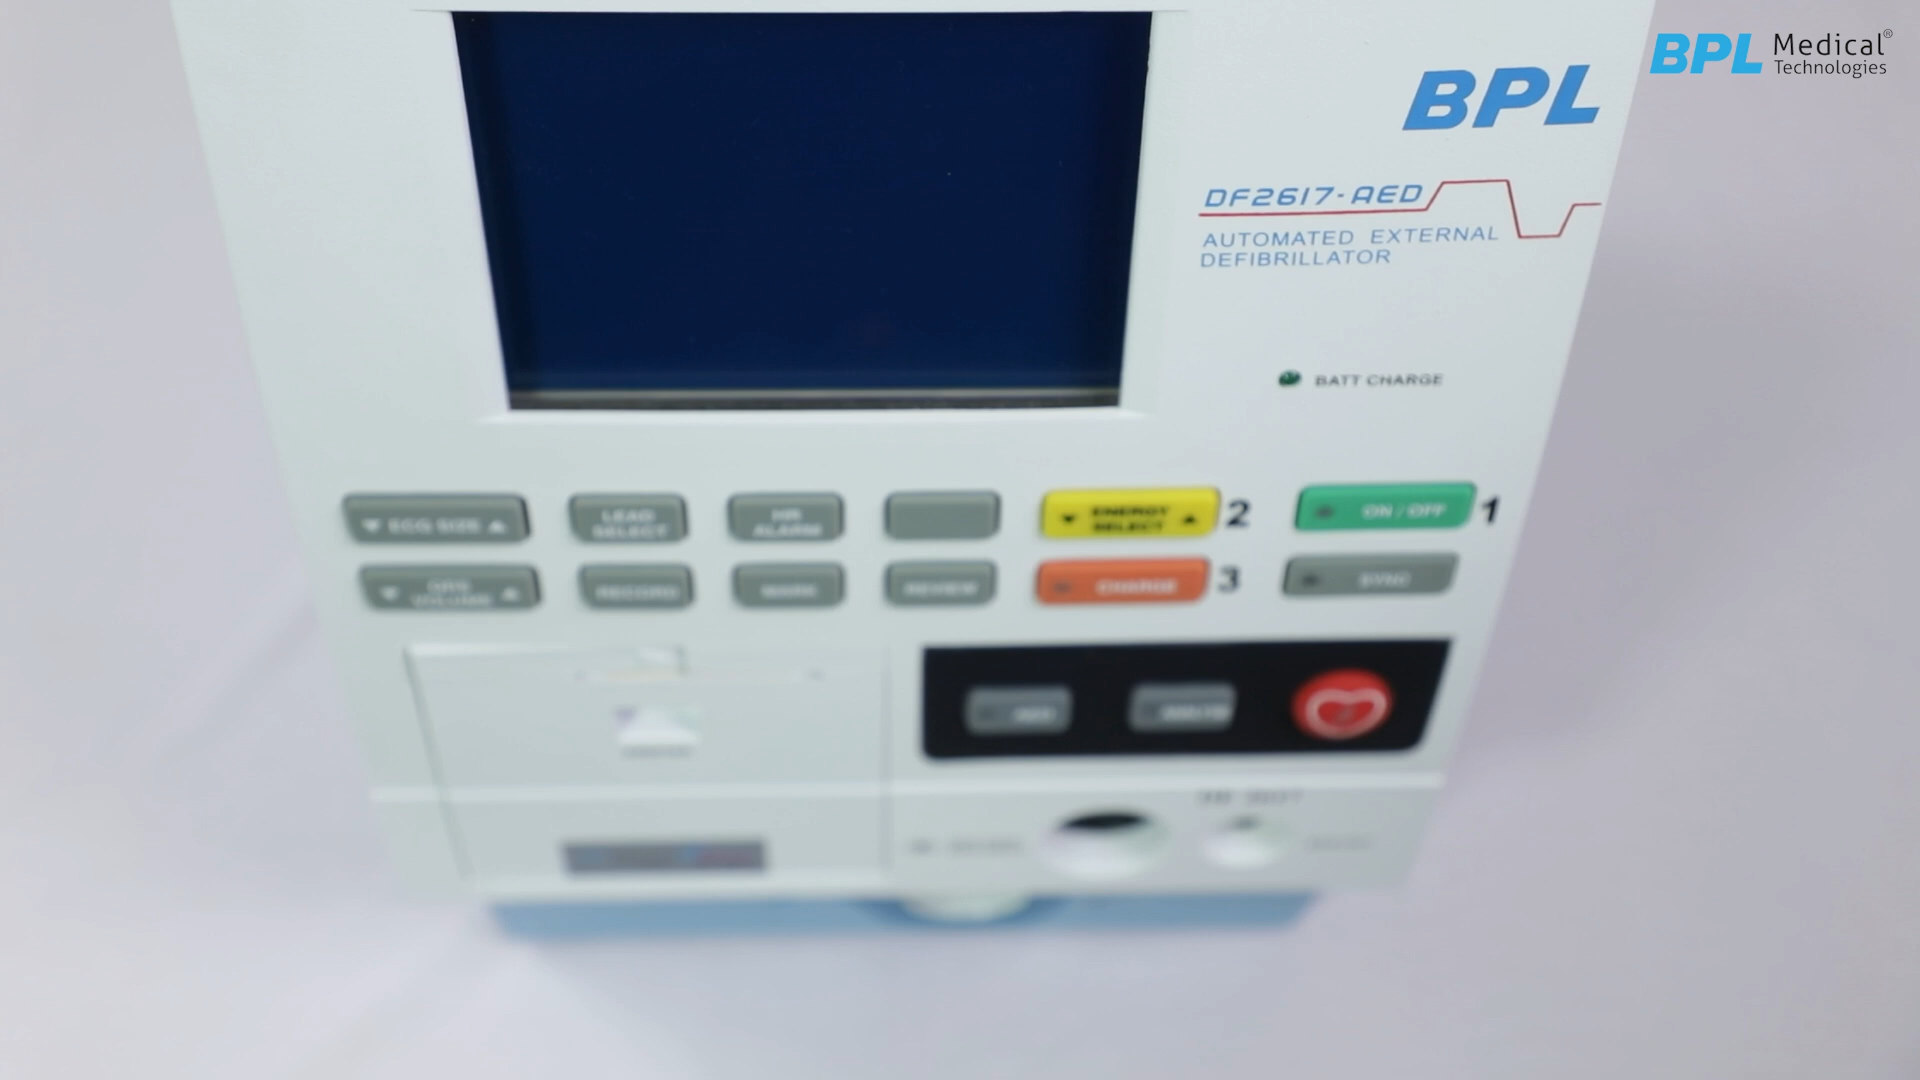 BPL Medical®
Technologies
BPL
DF2617-AED
AUTOMATED EXTERNAL
DEFIBRILLATOR
BATT CHARGE
ECG SIZE
LEAD
SELECT
HR
ALARM
ENERGY
SELECT
2
ON / OFF
1
QRS
VOLUME
RECORD
MARK
REVIEW
CHARGE
3
SYNC
AED